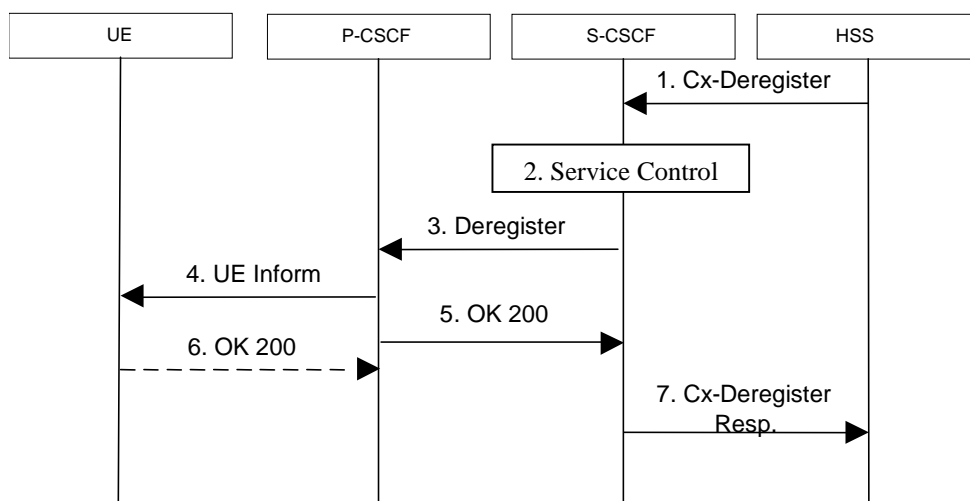 UE
P-CSCF
S-CSCF
HSS
1. Cx-Deregister
2. Service Control
3. Deregister
4. UE Inform
5. OK 200
6. OK 200
7. Cx-Deregister
Resp.